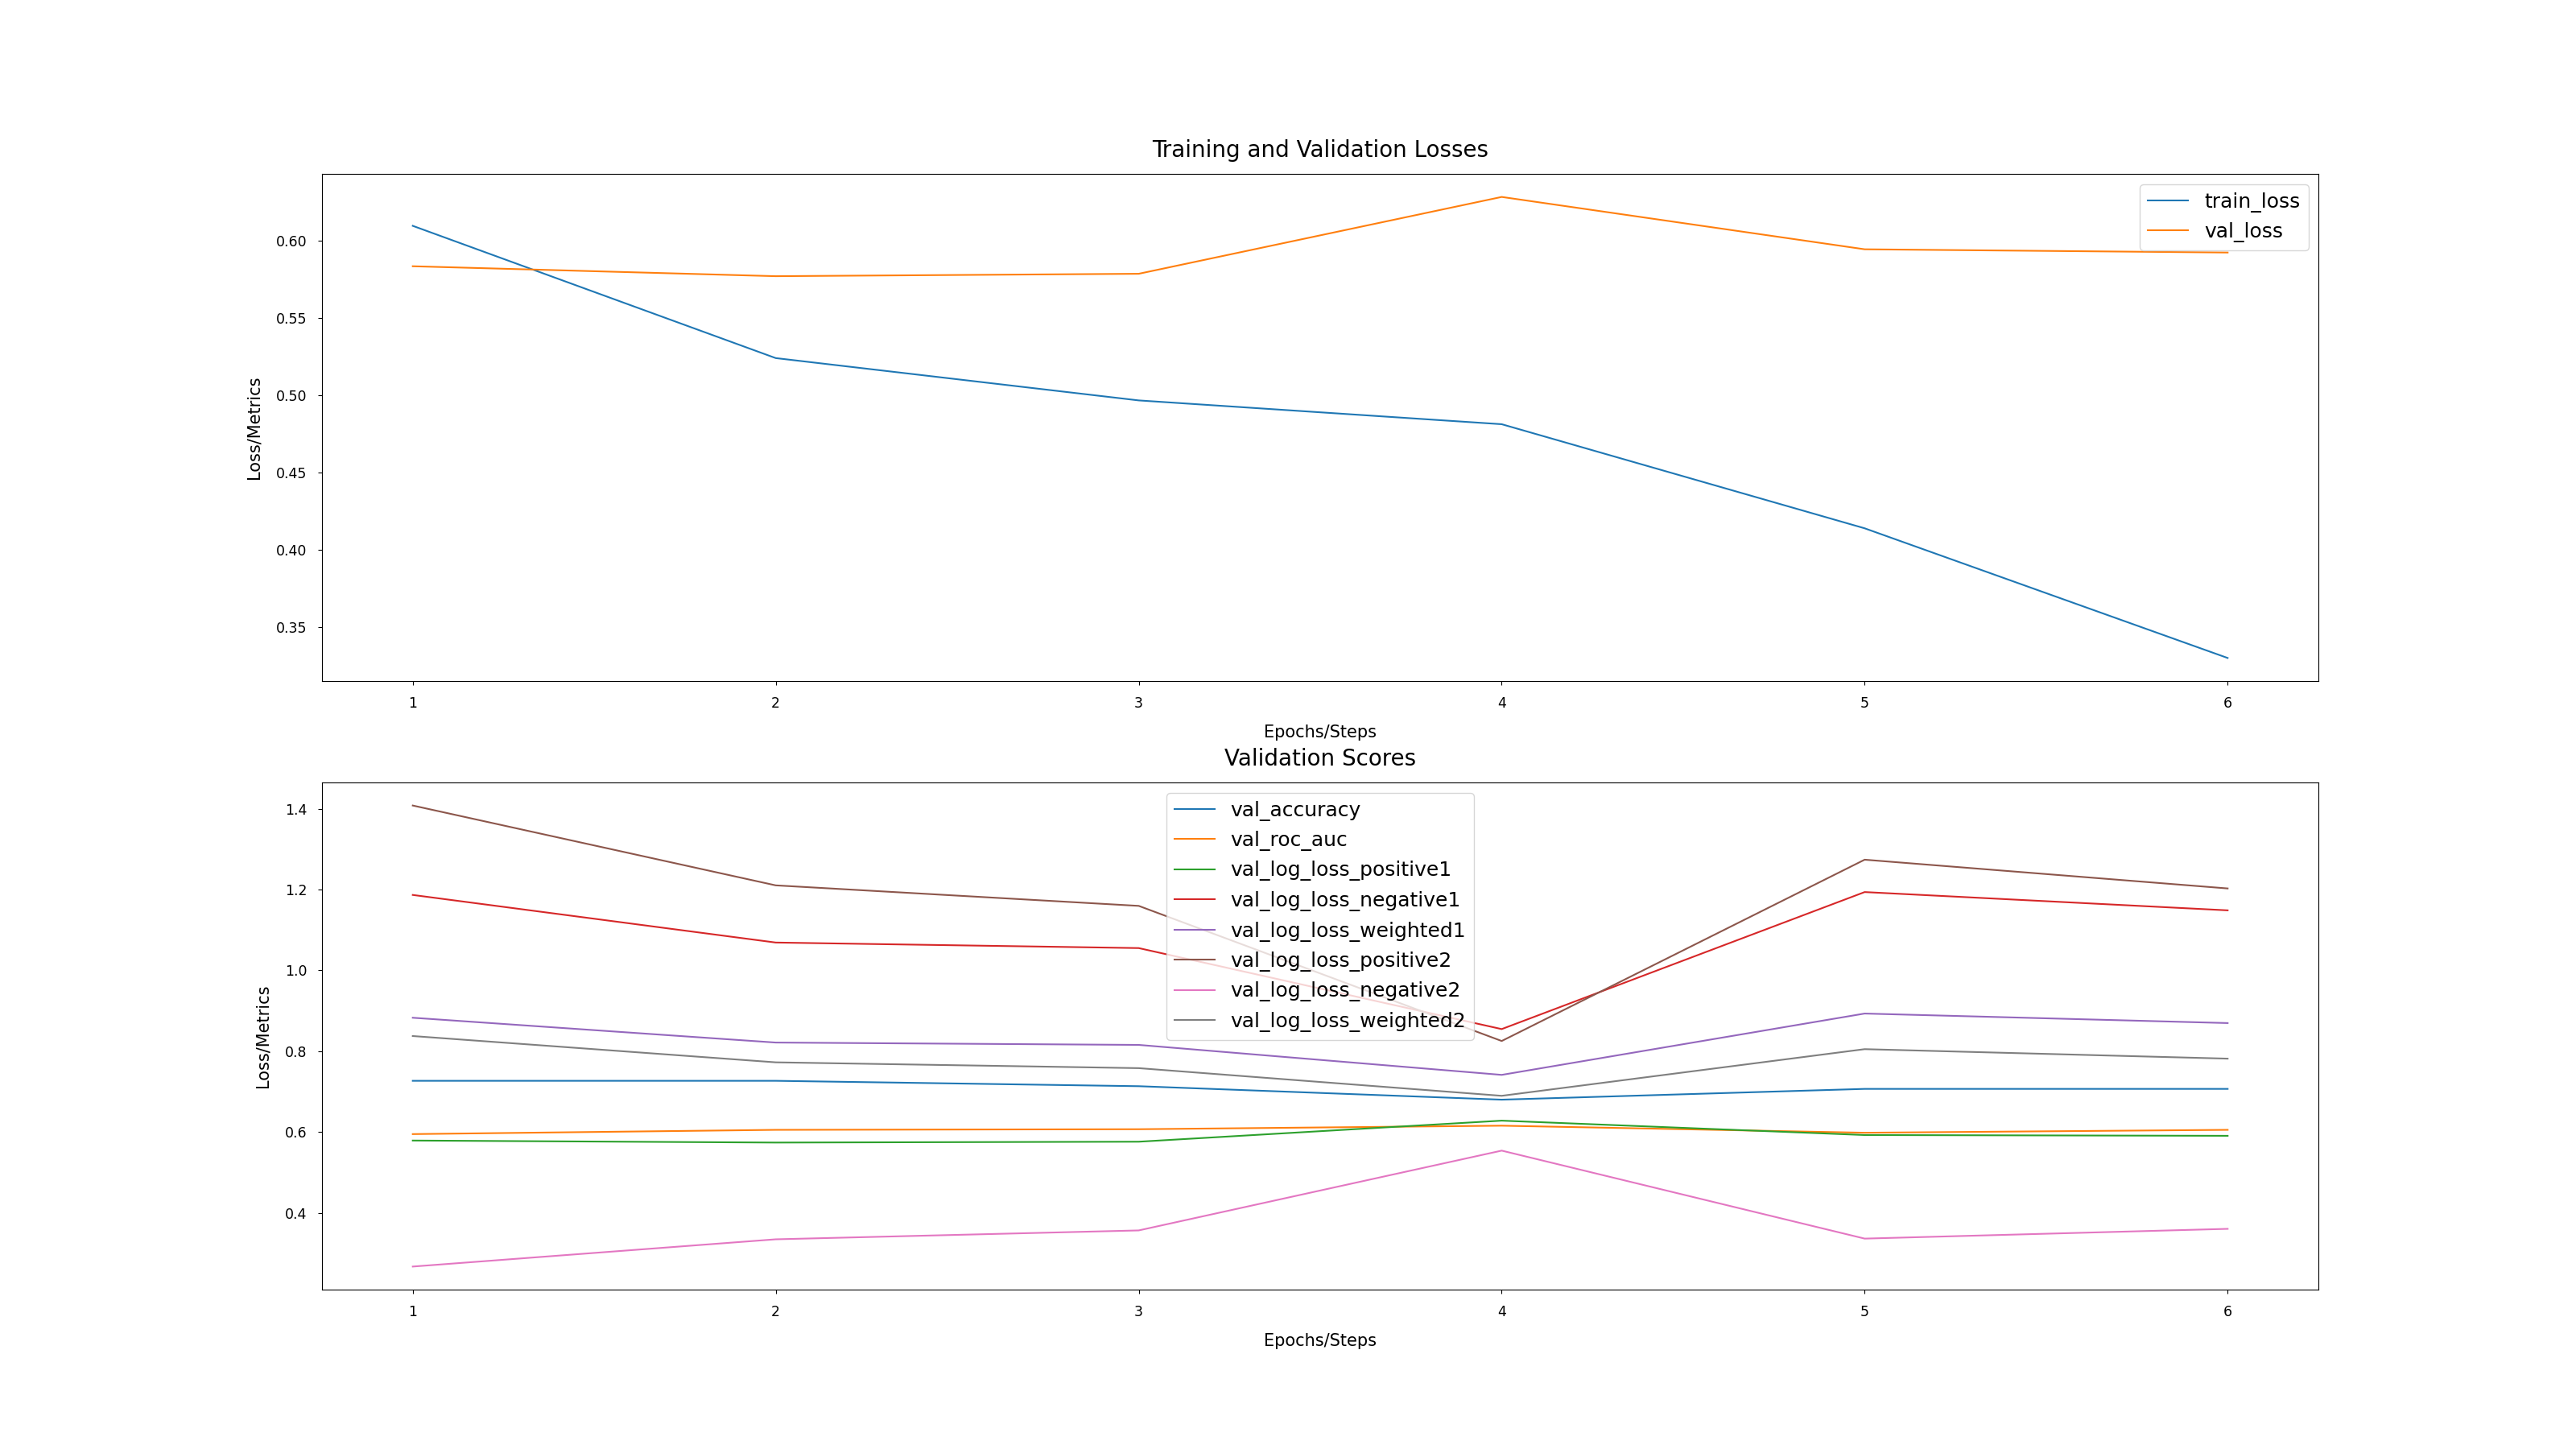 Training and Validation Losses
train_loss
val_loss
0.60
0.55
0.50
0.45
0.40
0.35
Loss/Metrics
1 2 3 4 5 6
Epochs/Steps
Validation Scores
val_accuracy
val_roc_auc
val_log_loss_positive1
val_log_loss_negative1
val_log_loss_weighted1
val_log_loss_positive2
val_log_loss_negative2
val_log_loss_weighted2
1.4
1.2
1.0
0.8
0.6
0.4
Loss/Metrics
1 2 3 4 5 6
Epochs/Steps